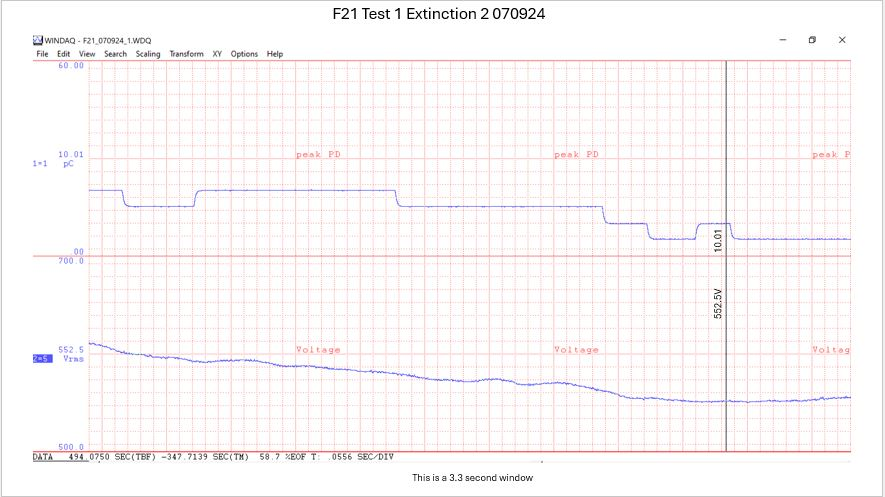 F21 Test 1 Extinction 2 070924
WINDAQ - F21_070924_1.WDQ
File Edit View Search Scaling Transform XY Options Help
60.00
10.01 peak PD peak PD peak P
1=1 pC
10.01
.00
700.0
552.5V
552.5 Voltage Voltage Voltag
2=5 Vrms
500.0
DATA 494.0750 SEC(TBF) -347.7139 SEC(TM) 58.7 %EOF T: .0556 SEC/DIV
This is a 3.3 second window